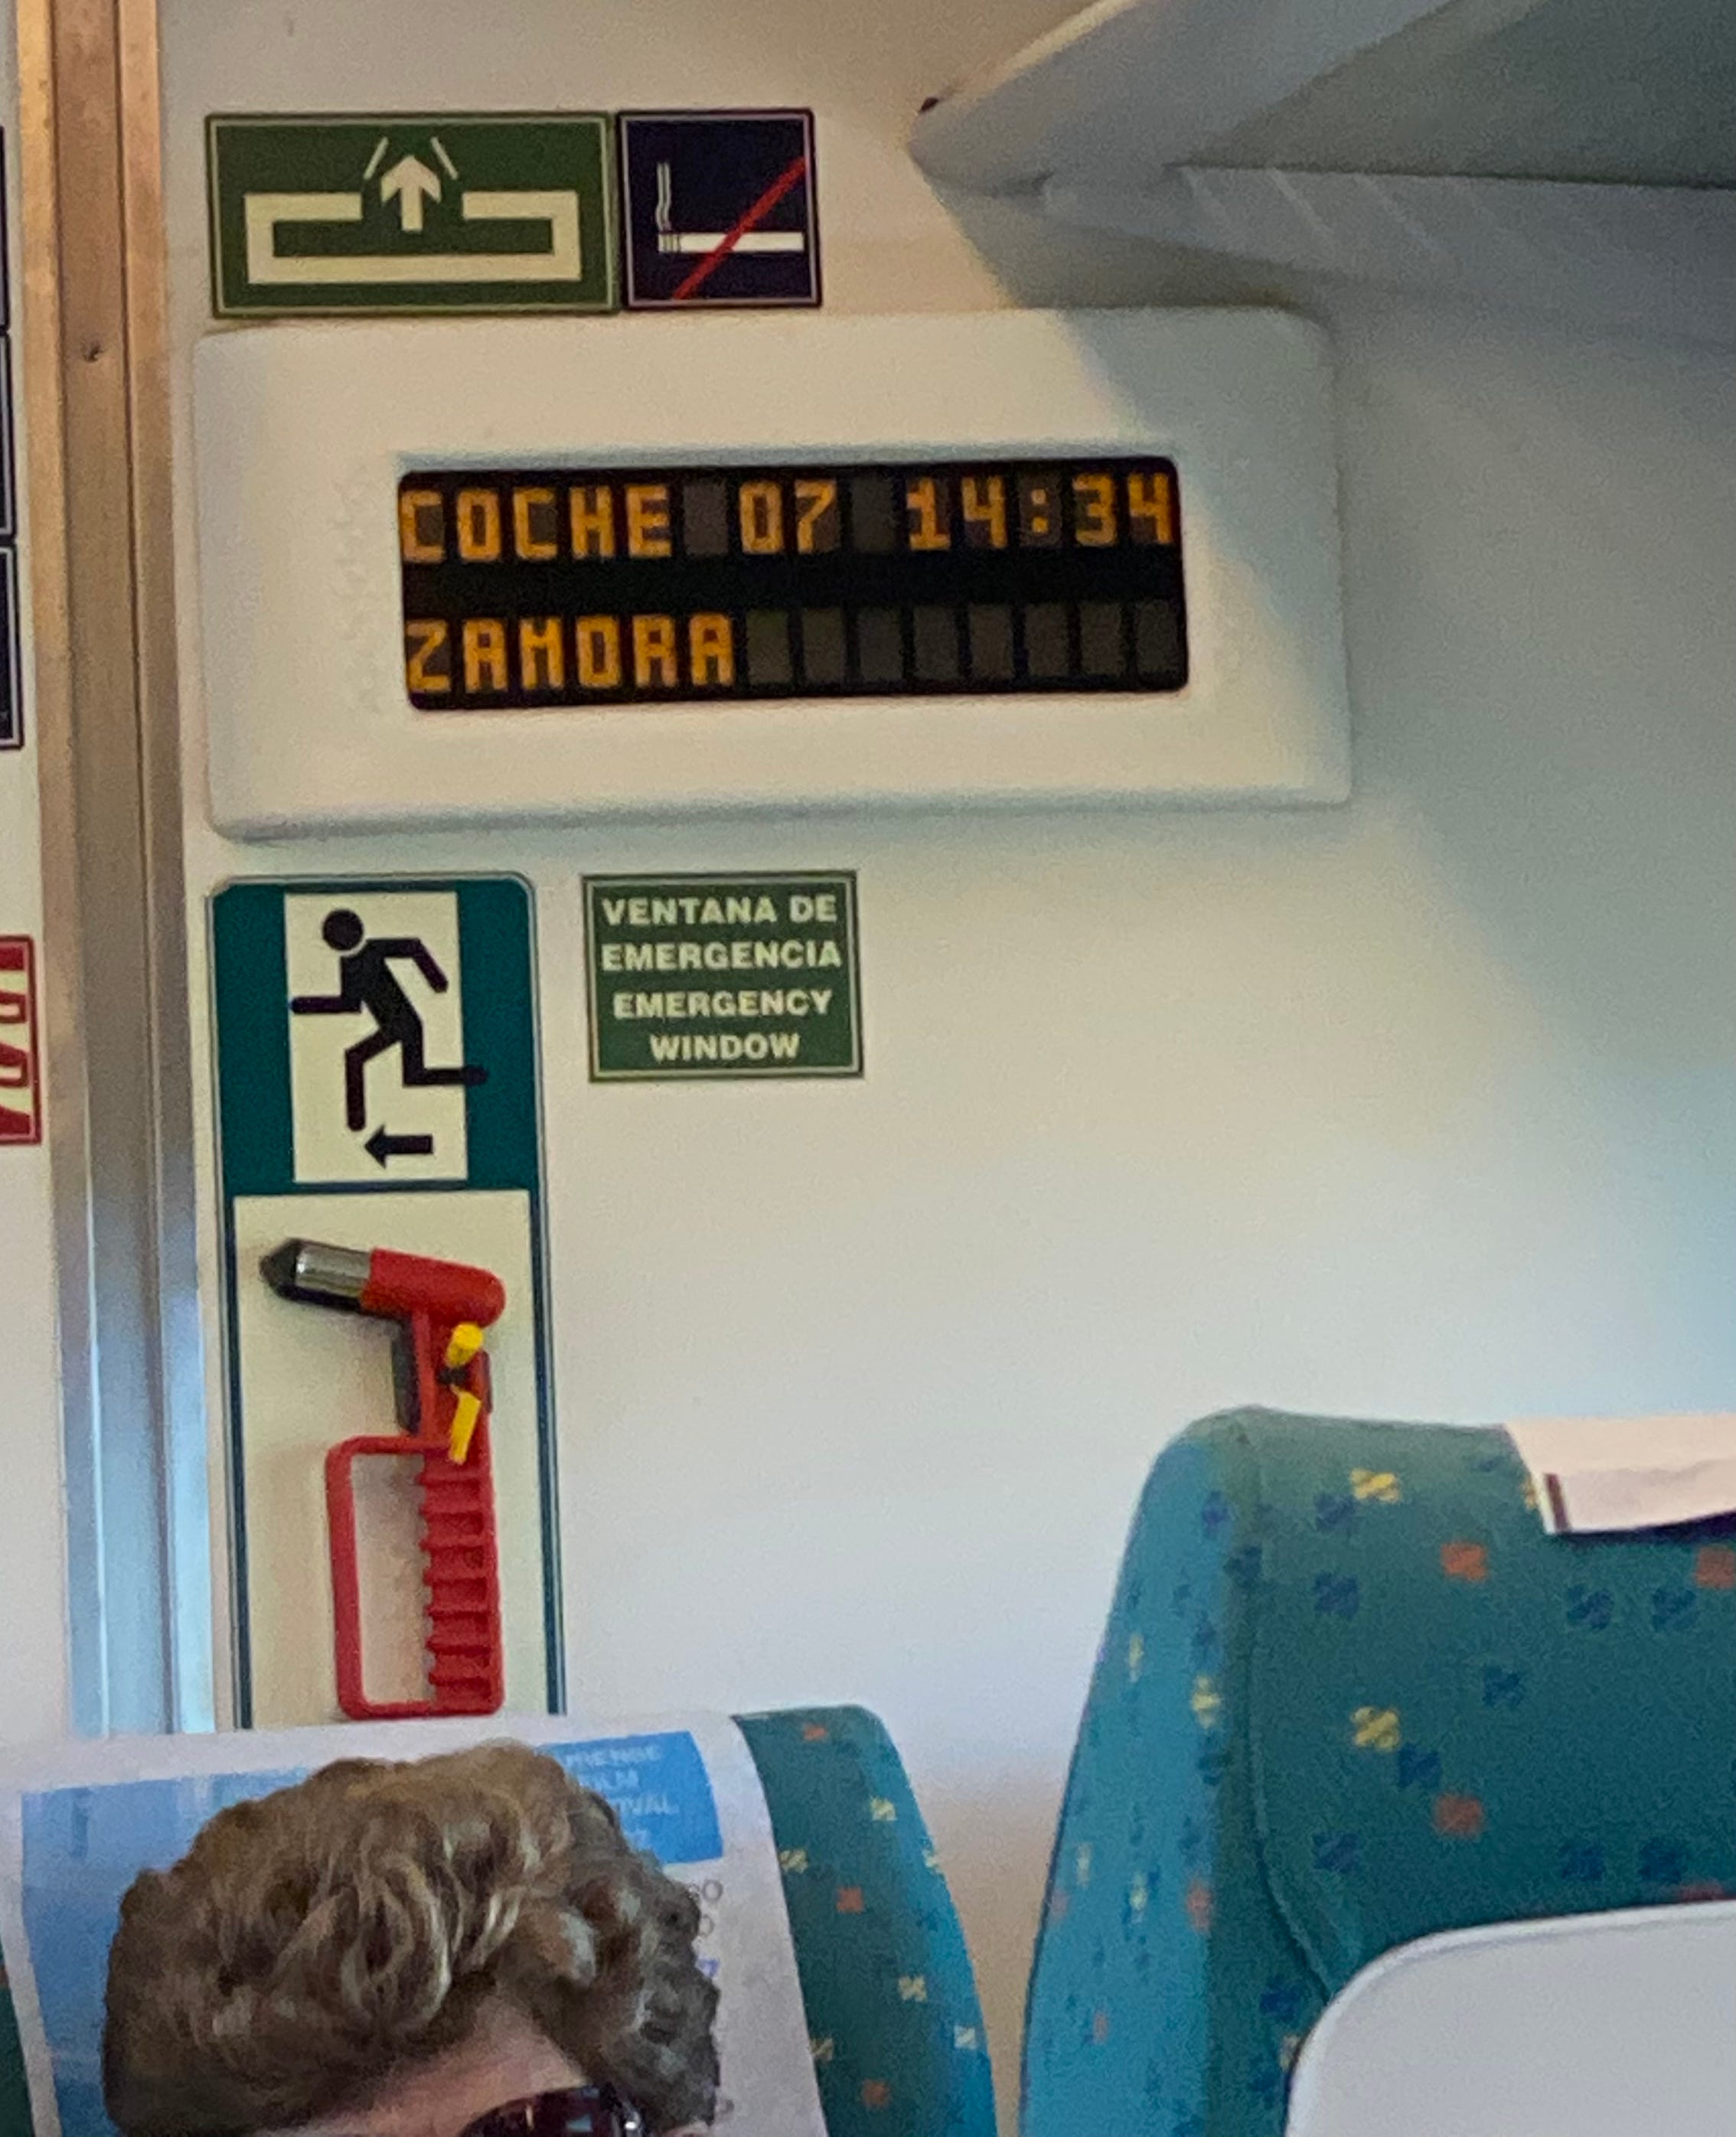 COCHE 07 14:34
ZAMORA
VENTANA DE
EMERGENCIA
EMERGENCY
WINDOW